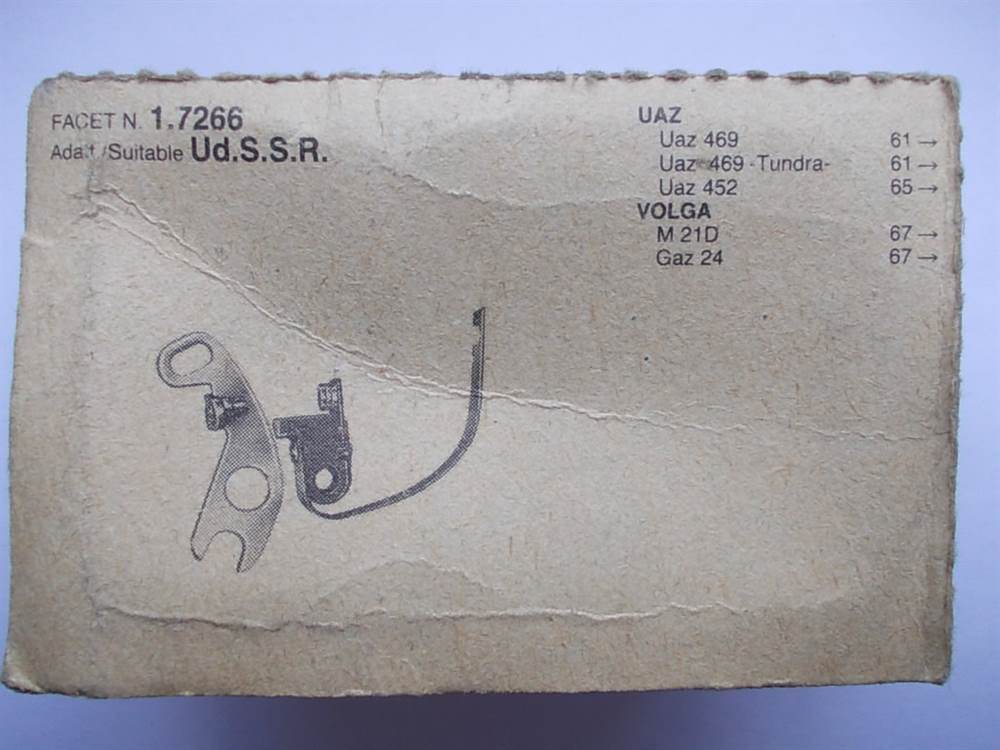 FACET N. 1.7266
Adatt./Suitable Ud.S.S.R.
UAZ
Uaz 469 61 →
Uaz 469 -Tundra- 61 →
Uaz 452 65 →
VOLGA
M 21D 67 →
Gaz 24 67 →